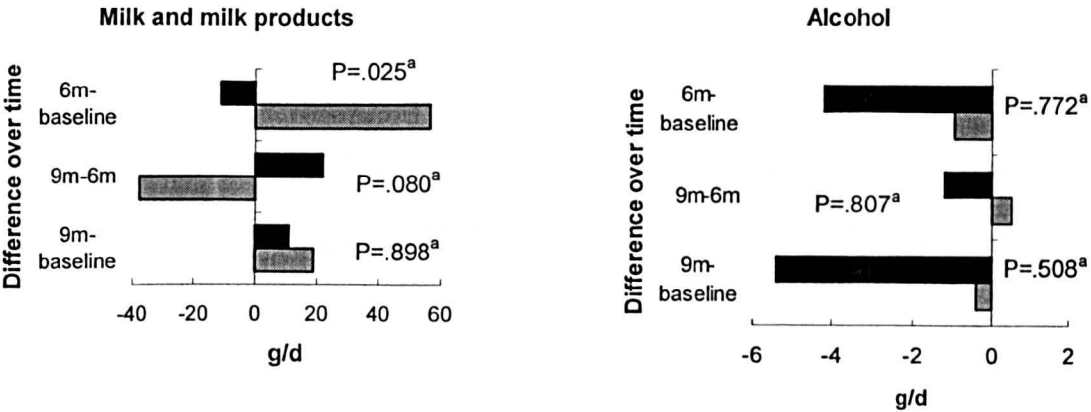 Milk and milk products
Difference over time
6m-
baseline
P=.025ª
9m-6m
P=.080ª
9m-
baseline
P=.898ª
-40 -20 0 20 40 60
g/d
Alcohol
Difference over time
6m-
baseline
P=.772ª
9m-6m
P=.807ª
9m-
baseline
P=.508ª
-6 -4 -2 0 2
g/d